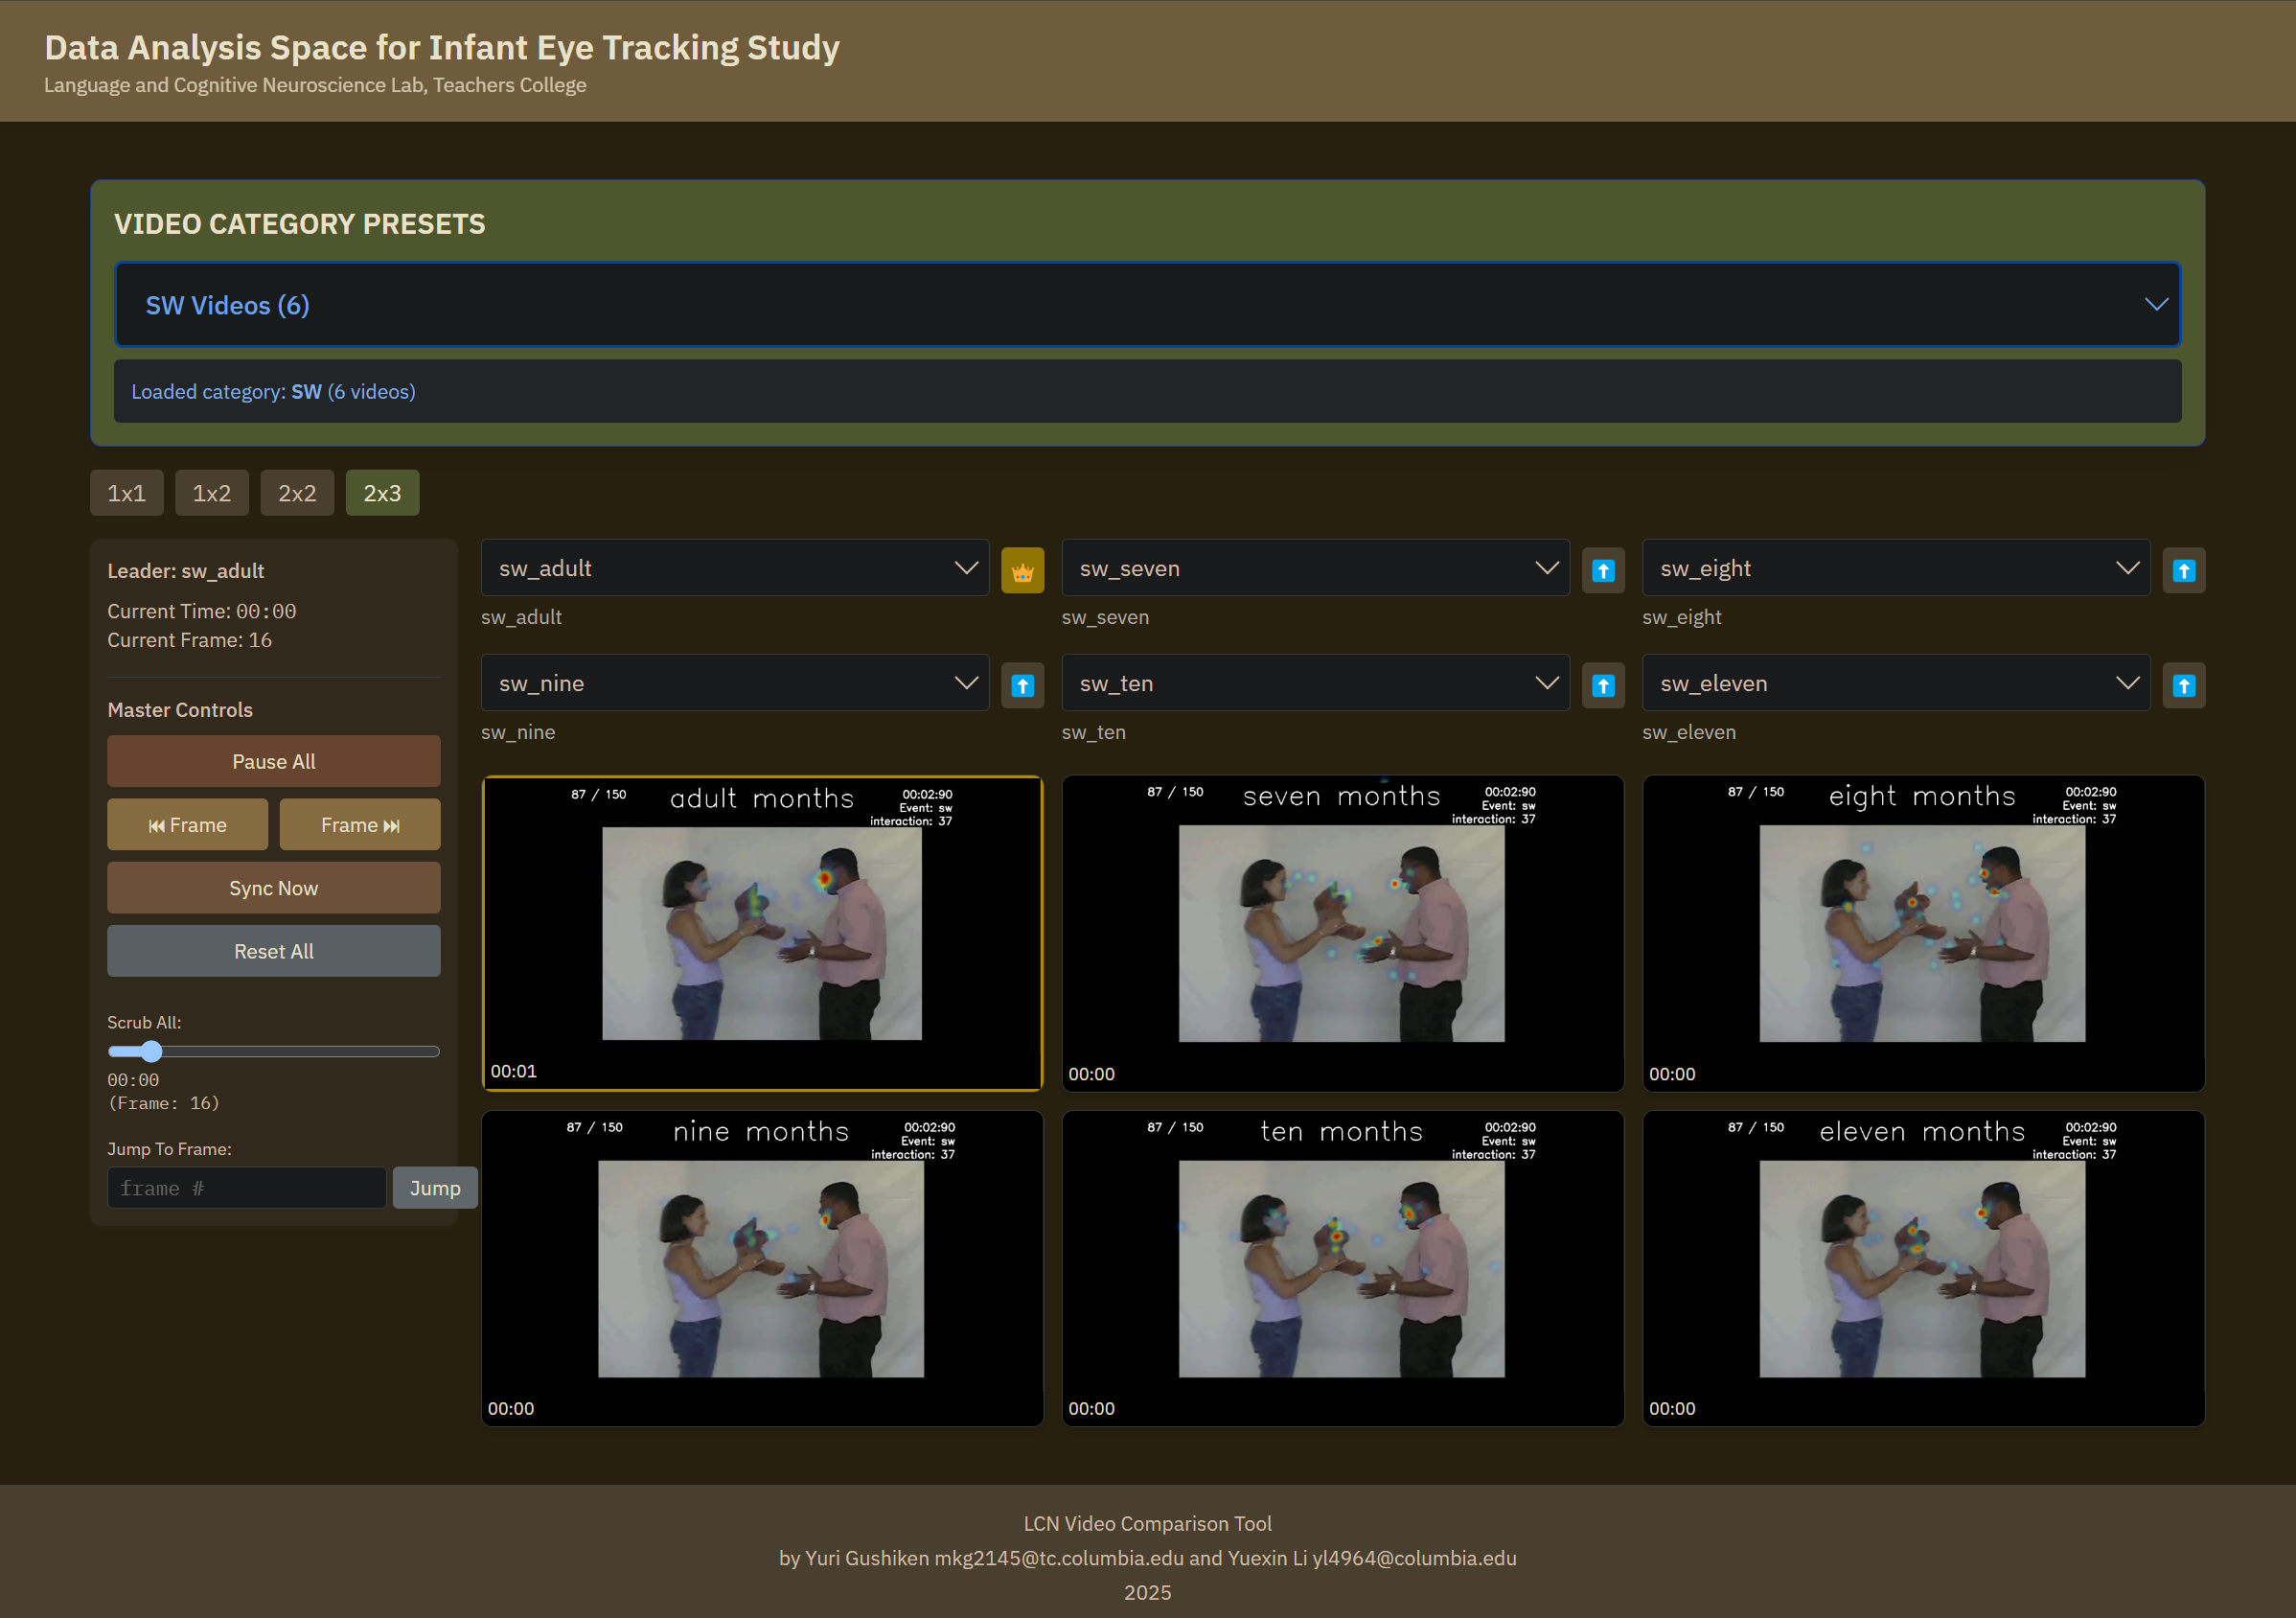 Data Analysis Space for Infant Eye Tracking Study
Language and Cognitive Neuroscience Lab, Teachers College
VIDEO CATEGORY PRESETS
SW Videos (6)
Loaded category: SW (6 videos)
1x1 1x2 2x2 2x3
Leader: sw_adult
Current Time: 00:00
Current Frame: 16
Master Controls
Pause All
⏮ Frame Frame ⏭
Sync Now
Reset All
Scrub All:
00:00
(Frame: 16)
Jump To Frame:
frame # Jump
sw_adult sw_seven sw_eight
sw_adult sw_seven sw_eight
sw_nine sw_ten sw_eleven
sw_nine sw_ten sw_eleven
87 / 150 adult months 00:02:90
Event: sw
interaction: 37
00:01
87 / 150 seven months 00:02:90
Event: sw
interaction: 37
00:00
87 / 150 eight months 00:02:90
Event: sw
interaction: 37
00:00
87 / 150 nine months 00:02:90
Event: sw
interaction: 37
00:00
87 / 150 ten months 00:02:90
Event: sw
interaction: 37
00:00
87 / 150 eleven months 00:02:90
Event: sw
interaction: 37
00:00
LCN Video Comparison Tool
by Yuri Gushiken mkg2145@tc.columbia.edu and Yuexin Li yl4964@columbia.edu
2025